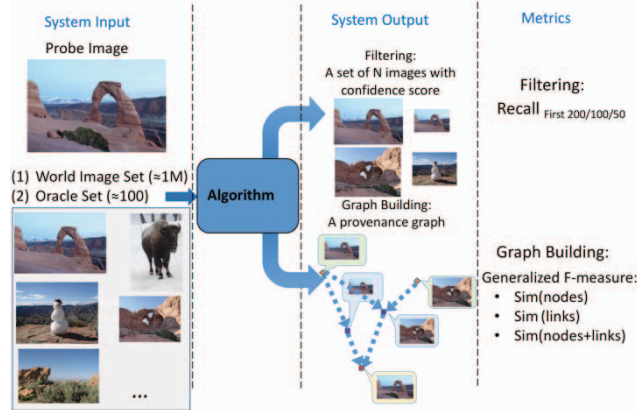 System Input
Probe Image
(1) World Image Set (≈1M)
(2) Oracle Set (≈100)
...
Algorithm
System Output
Filtering:
A set of N images with
confidence score
Graph Building:
A provenance graph
Metrics
Filtering:
Recall First 200/100/50
Graph Building:
Generalized F-measure:
• Sim(nodes)
• Sim (links)
• Sim(nodes+links)